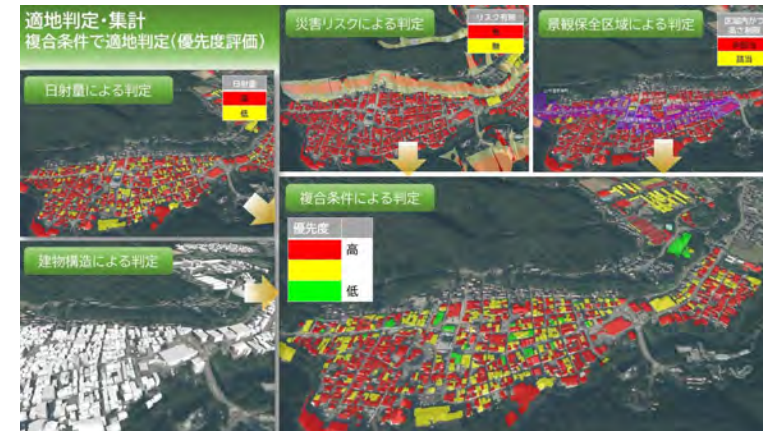 適地判定・集計
複合条件で適地判定（優先度評価）
日射量による判定
日射量
高
低
災害リスクによる判定
リスク有無
有
無
景観保全区域による判定
高さ制限
該当
建物構造による判定
複合条件による判定
優先度
高
低